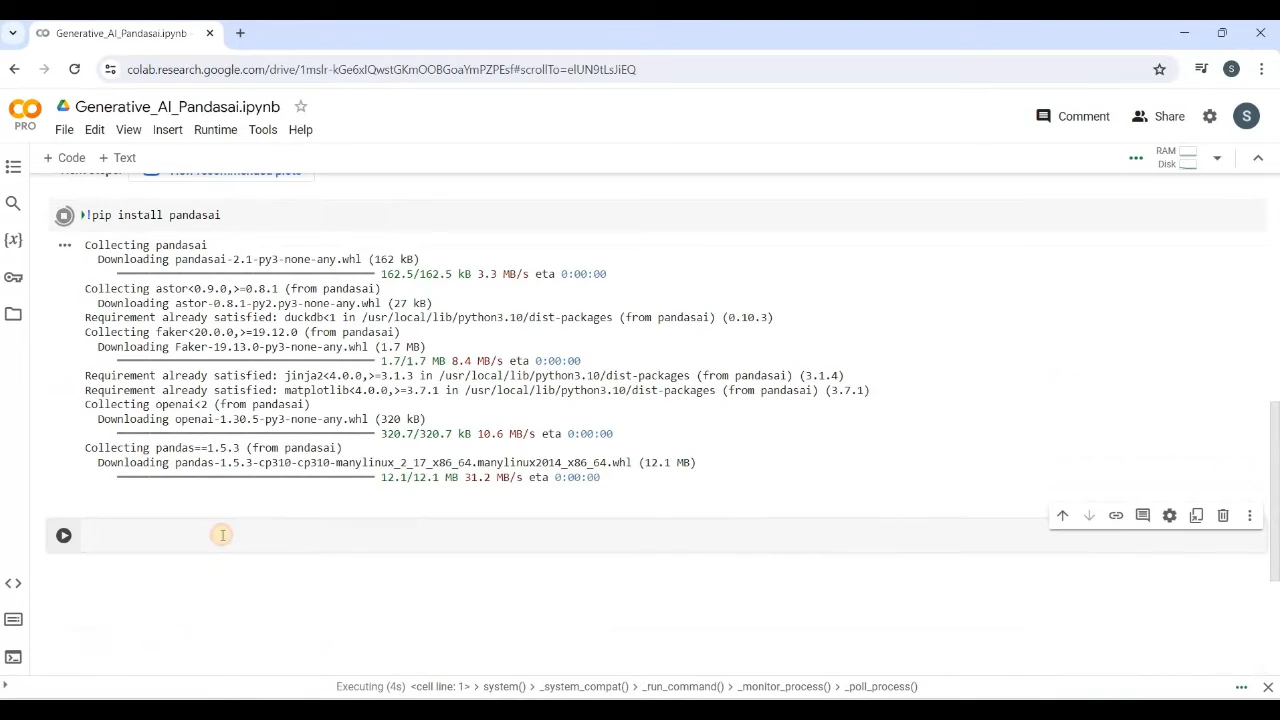 Generative_AI_Pandasai.ipynb
colab.research.google.com/drive/1mslr-kGe6xIQwstGKmOOBGoaYmPZPEsf#scrollTo=elUN9tLsJiEQ
S
Generative_AI_Pandasai.ipynb
PRO
File Edit View Insert Runtime Tools Help
Comment Share S
+ Code + Text
RAM
Disk
View recommended plots
!pip install pandasai
Collecting pandasai
Downloading pandasai-2.1-py3-none-any.whl (162 kB)
162.5/162.5 kB 3.3 MB/s eta 0:00:00
Collecting astor<0.9.0,>=0.8.1 (from pandasai)
Downloading astor-0.8.1-py2.py3-none-any.whl (27 kB)
Requirement already satisfied: duckdb<1 in /usr/local/lib/python3.10/dist-packages (from pandasai) (0.10.3)
Collecting faker<20.0.0,>=19.12.0 (from pandasai)
Downloading Faker-19.13.0-py3-none-any.whl (1.7 MB)
1.7/1.7 MB 8.4 MB/s eta 0:00:00
Requirement already satisfied: jinja2<4.0.0,>=3.1.3 in /usr/local/lib/python3.10/dist-packages (from pandasai) (3.1.4)
Requirement already satisfied: matplotlib<4.0.0,>=3.7.1 in /usr/local/lib/python3.10/dist-packages (from pandasai) (3.7.1)
Collecting openai<2 (from pandasai)
Downloading openai-1.30.5-py3-none-any.whl (320 kB)
320.7/320.7 kB 10.6 MB/s eta 0:00:00
Collecting pandas==1.5.3 (from pandasai)
Downloading pandas-1.5.3-cp310-cp310-manylinux_2_17_x86_64.manylinux2014_x86_64.whl (12.1 MB)
12.1/12.1 MB 31.2 MB/s eta 0:00:00
Executing (4s) <cell line: 1> > system() > _system_compat() > _run_command() > _monitor_process() > _poll_process()